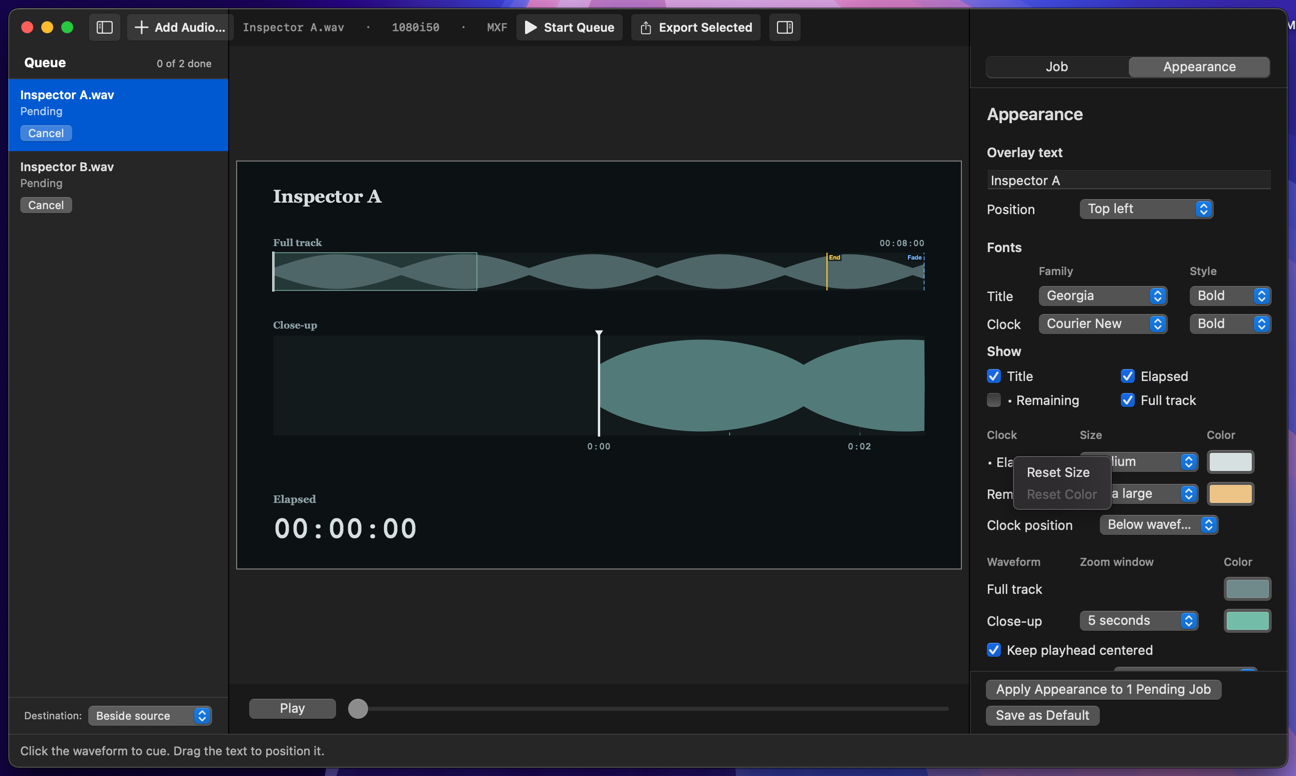 Add Audio...
Inspector A.wav · 1080i50 · MXF
Start Queue
Export Selected
Queue
0 of 2 done
Inspector A.wav
Pending
Cancel
Inspector B.wav
Pending
Cancel
Destination: Beside source
Inspector A
Full track
00:08:00
End
Fade
Close-up
0:00
0:02
Elapsed
00:00:00
Play
Click the waveform to cue. Drag the text to position it.
Job
Appearance
Appearance
Overlay text
Inspector A
Position Top left
Fonts
Family Style
Title Georgia Bold
Clock Courier New Bold
Show
Title Elapsed
• Remaining Full track
Clock Size Color
Reset Size
Reset Color
large
Clock position Below wavef...
Waveform Zoom window Color
Full track
Close-up 5 seconds
Keep playhead centered
Apply Appearance to 1 Pending Job
Save as Default